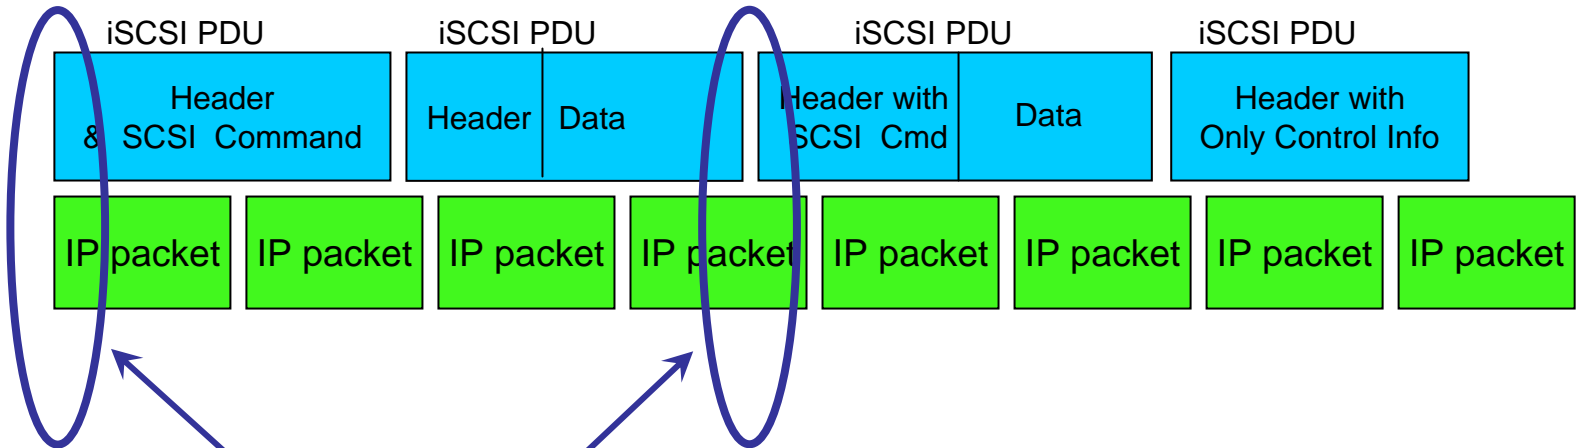 iSCSI PDU
iSCSI PDU
iSCSI PDU
iSCSI PDU
Header
& SCSI Command
Header
Data
Header with
SCSI Cmd
Data
Header with
Only Control Info
IP packet
IP packet
IP packet
IP packet
IP packet
IP packet
IP packet
IP packet